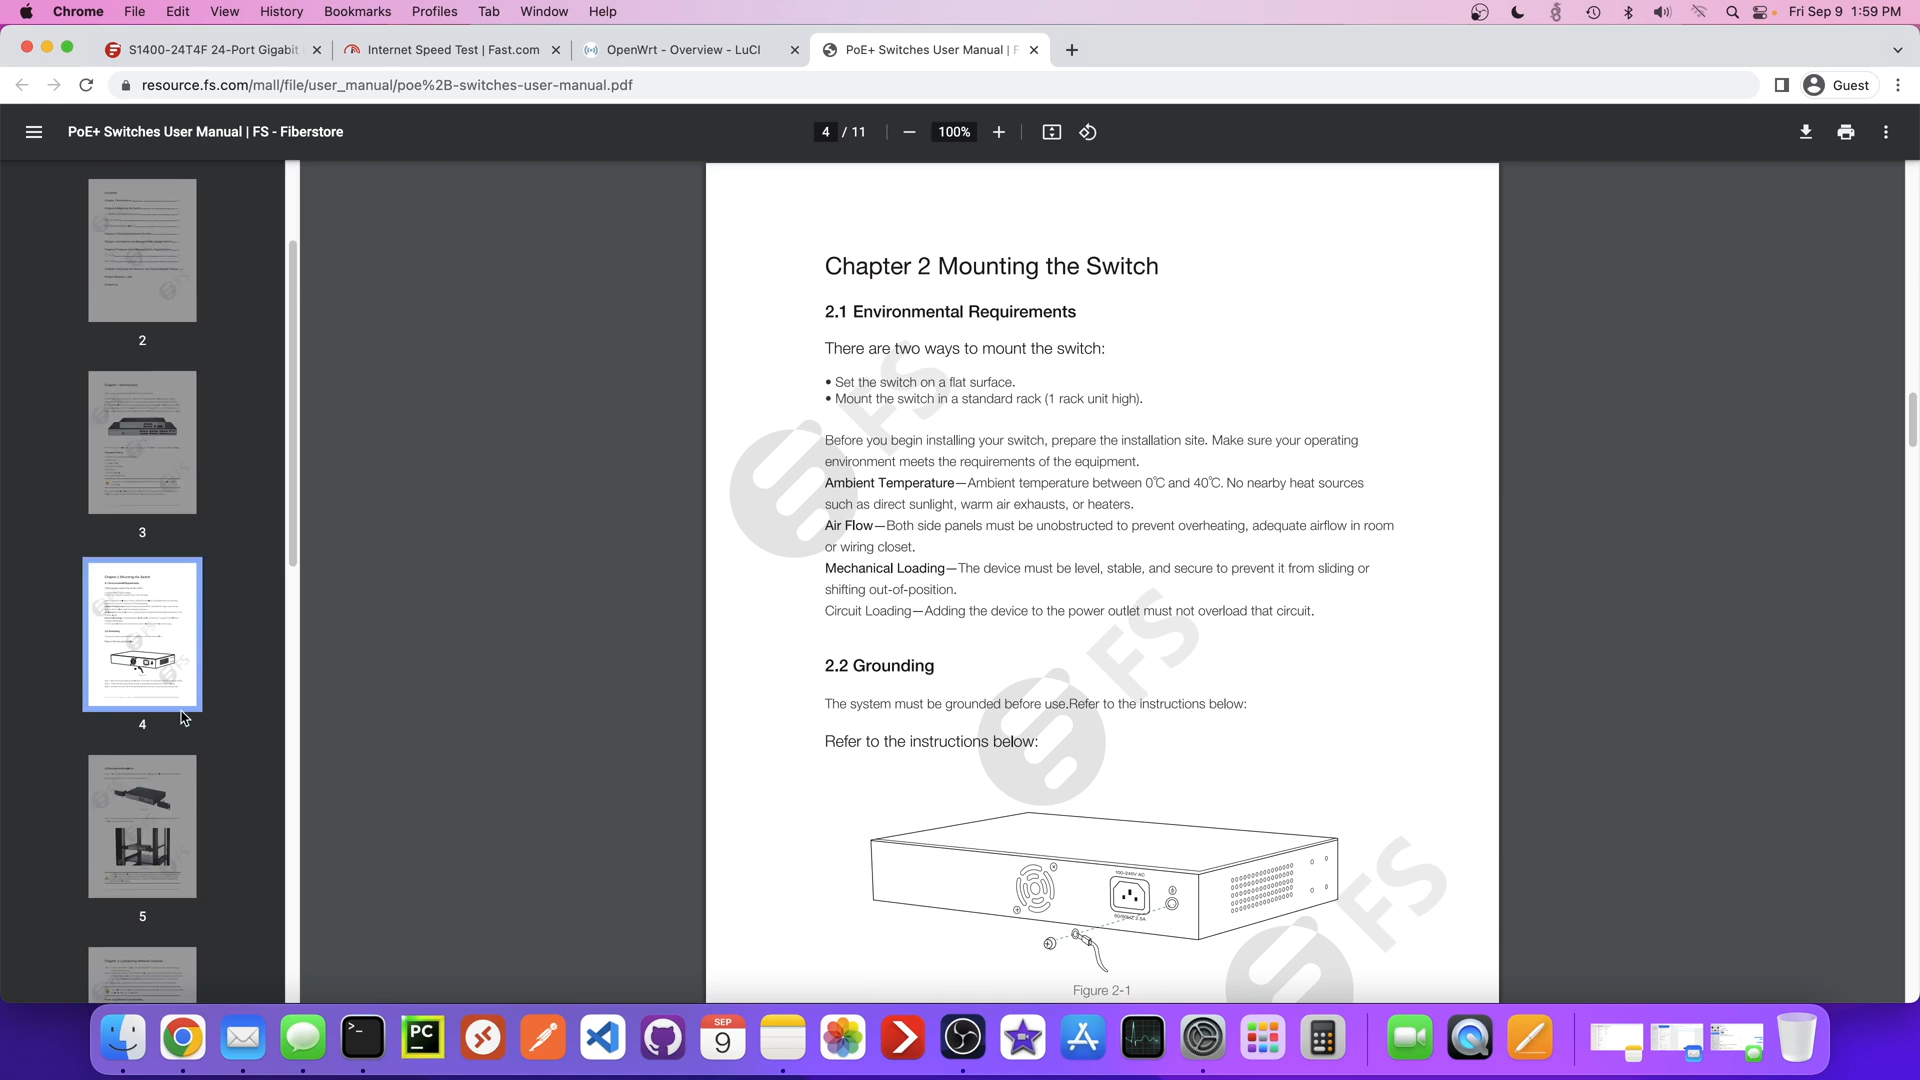 Chrome File Edit View History Bookmarks Profiles Tab Window Help Fri Sep 9 1:59 PM
S1400-24T4F 24-Port Gigabit Internet Speed Test | Fast.com OpenWrt - Overview - LuCI PoE+ Switches User Manual | F
resource.fs.com/mall/file/user_manual/poe%2B-switches-user-manual.pdf Guest
PoE+ Switches User Manual | FS - Fiberstore 4 / 11 100%
2
3
4
5
Chapter 2 Mounting the Switch
2.1 Environmental Requirements
There are two ways to mount the switch:
• Set the switch on a flat surface.
• Mount the switch in a standard rack (1 rack unit high).
Before you begin installing your switch, prepare the installation site. Make sure your operating
environment meets the requirements of the equipment.
Ambient Temperature—Ambient temperature between 0℃ and 40℃. No nearby heat sources
such as direct sunlight, warm air exhausts, or heaters.
Air Flow—Both side panels must be unobstructed to prevent overheating, adequate airflow in room
or wiring closet.
Mechanical Loading—The device must be level, stable, and secure to prevent it from sliding or
shifting out-of-position.
Circuit Loading—Adding the device to the power outlet must not overload that circuit.
2.2 Grounding
The system must be grounded before use.Refer to the instructions below:
Refer to the instructions below:
100-240V AC
Figure 2-1
FS
FS
FS
PC
SEP
9